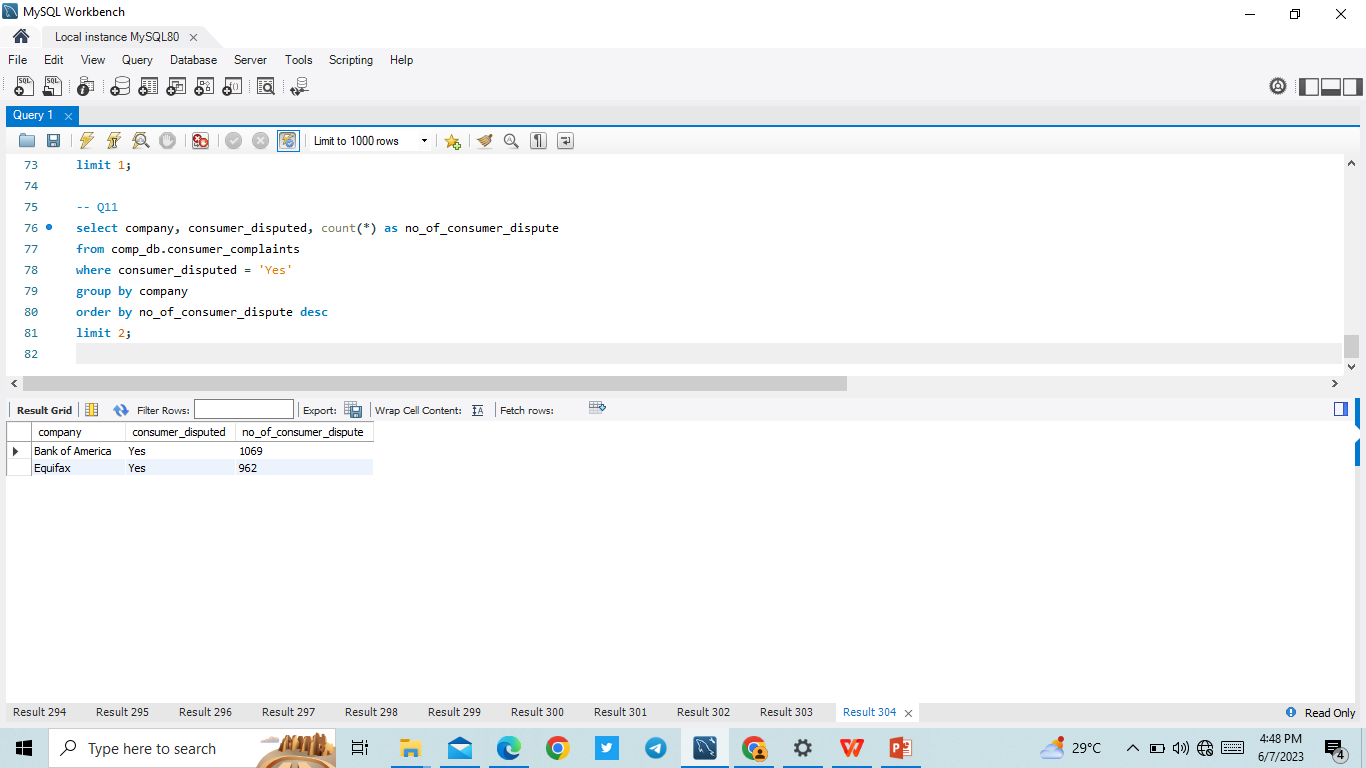 MySQL Workbench
Local instance MySQL80
File Edit View Query Database Server Tools Scripting Help
Query 1
Limit to 1000 rows
73 limit 1;
74
75 -- Q11
76 select company, consumer_disputed, count(*) as no_of_consumer_dispute
77 from comp_db.consumer_complaints
78 where consumer_disputed = 'Yes'
79 group by company
80 order by no_of_consumer_dispute desc
81 limit 2;
82
Result Grid Filter Rows: Export: Wrap Cell Content: Fetch rows:
company consumer_disputed no_of_consumer_dispute
Bank of America Yes 1069
Equifax Yes 962
Result 294 Result 295 Result 296 Result 297 Result 298 Result 299 Result 300 Result 301 Result 302 Result 303 Result 304 Read Only
Type here to search
29°C
4:48 PM
6/7/2023
4